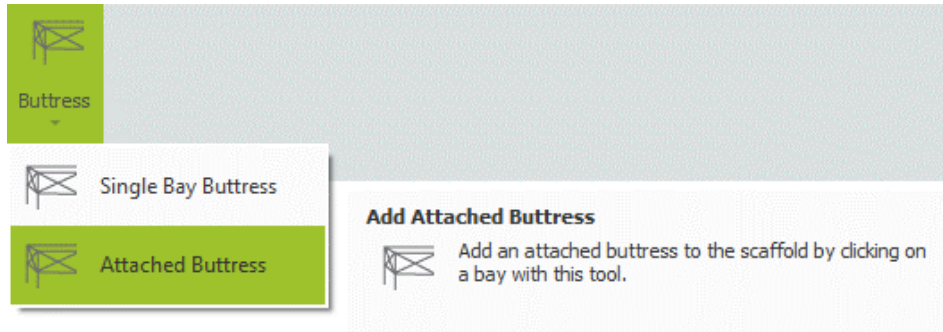 Buttress
Single Bay Buttress
Attached Buttress
Add Attached Buttress
Add an attached buttress to the scaffold by clicking on
a bay with this tool.